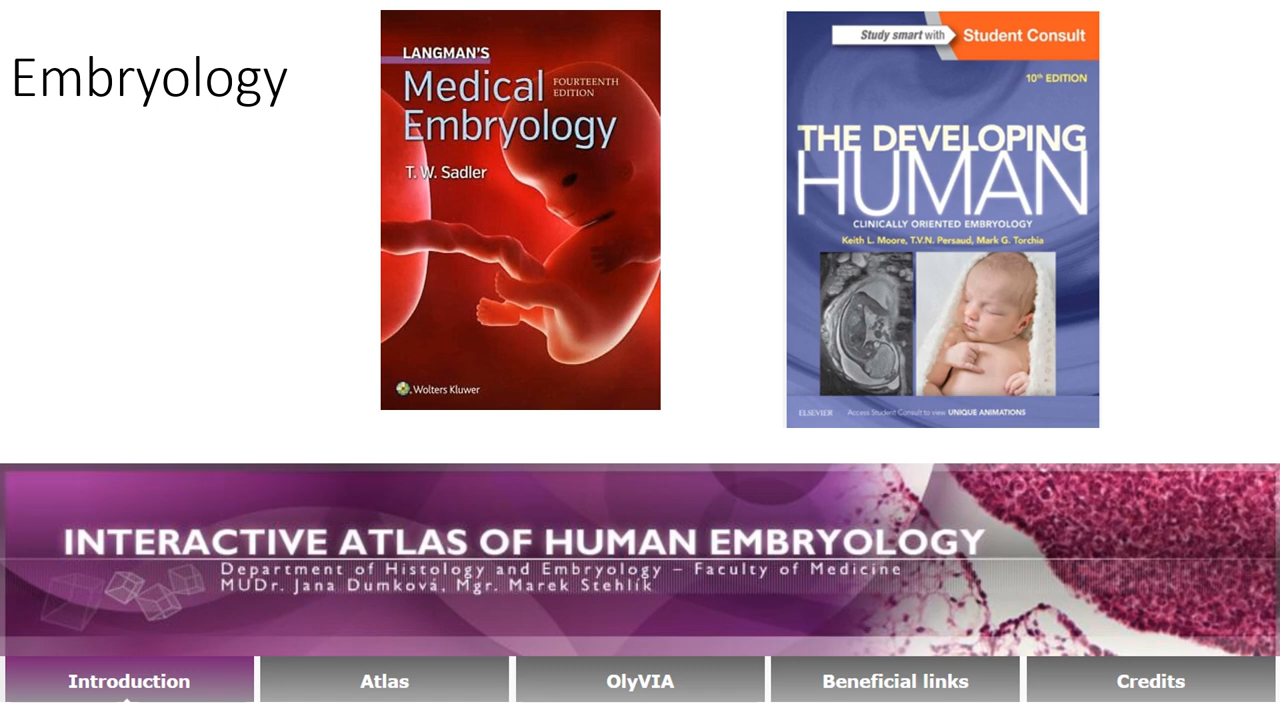 Embryology
LANGMAN'S
Medical
FOURTEENTH
EDITION
Embryology
T. W. Sadler
Wolters Kluwer
Study smart with
Student Consult
10th EDITION
THE DEVELOPING
HUMAN
CLINICALLY ORIENTED EMBRYOLOGY
Keith L. Moore, T.V.N. Persaud, Mark G. Torchia
ELSEVIER
Access Student Consult to view UNIQUE ANIMATIONS
INTERACTIVE ATLAS OF HUMAN EMBRYOLOGY
Department of Histology and Embryology – Faculty of Medicine
MUDr. Jana Dumková, Mgr. Marek Stehlík
Introduction
Atlas
OlyVIA
Beneficial links
Credits